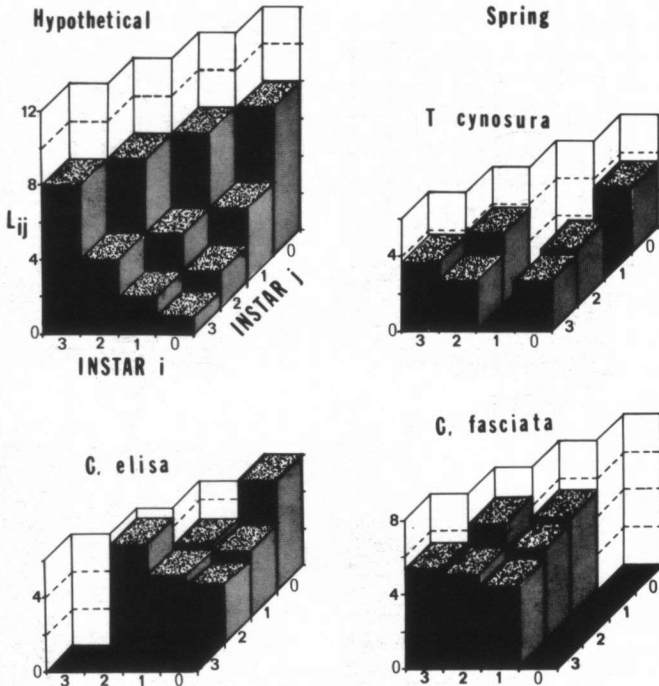 Hypothetical
12
8
Lij
4
0
3 2 1 0
INSTAR i
3 2 1 0
INSTAR j
Spring
T cynosura
4
0
3 2 1 0
3 2 1 0
C. elisa
4
0
3 2 1 0
3 2 1 0
C. fasciata
8
4
0
3 2 1 0
3 2 1 0